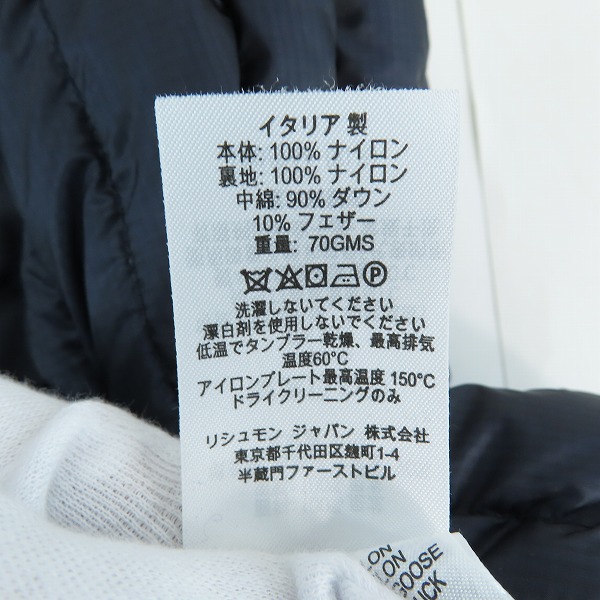 イタリア 製
本体: 100% ナイロン
裏地: 100% ナイロン
中綿: 90% ダウン
10% フェザー
重量: 70GMS
洗濯しないてください
漂白剤を使用しないでください
低温でタンブラー乾燥、最高排気
温度60°C
アイロンプレート最高温度 150°C
ドライクリーニングのみ
リシュモン ジャパン 株式会社
東京都千代田区麹町1-4
半蔵門ファーストビル
ON
LON
GOOSE
UCK